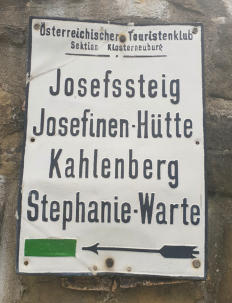 Österreichischer Touristenklub
Sektion Klosterneuburg
Josefssteig
Josefinen-Hütte
Kahlenberg
Stephanie-Warte